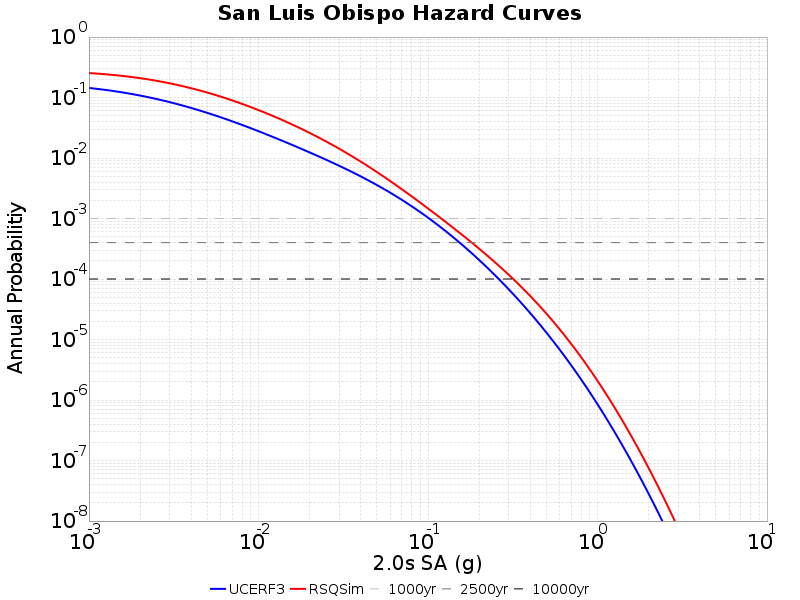 San Luis Obispo Hazard Curves
10^0
10^-1
10^-2
10^-3
10^-4
10^-5
10^-6
10^-7
10^-8
Annual Probabilitiy
10^-3 10^-2 10^-1 10^0 10^1
2.0s SA (g)
UCERF3 RSQSim 1000yr 2500yr 10000yr